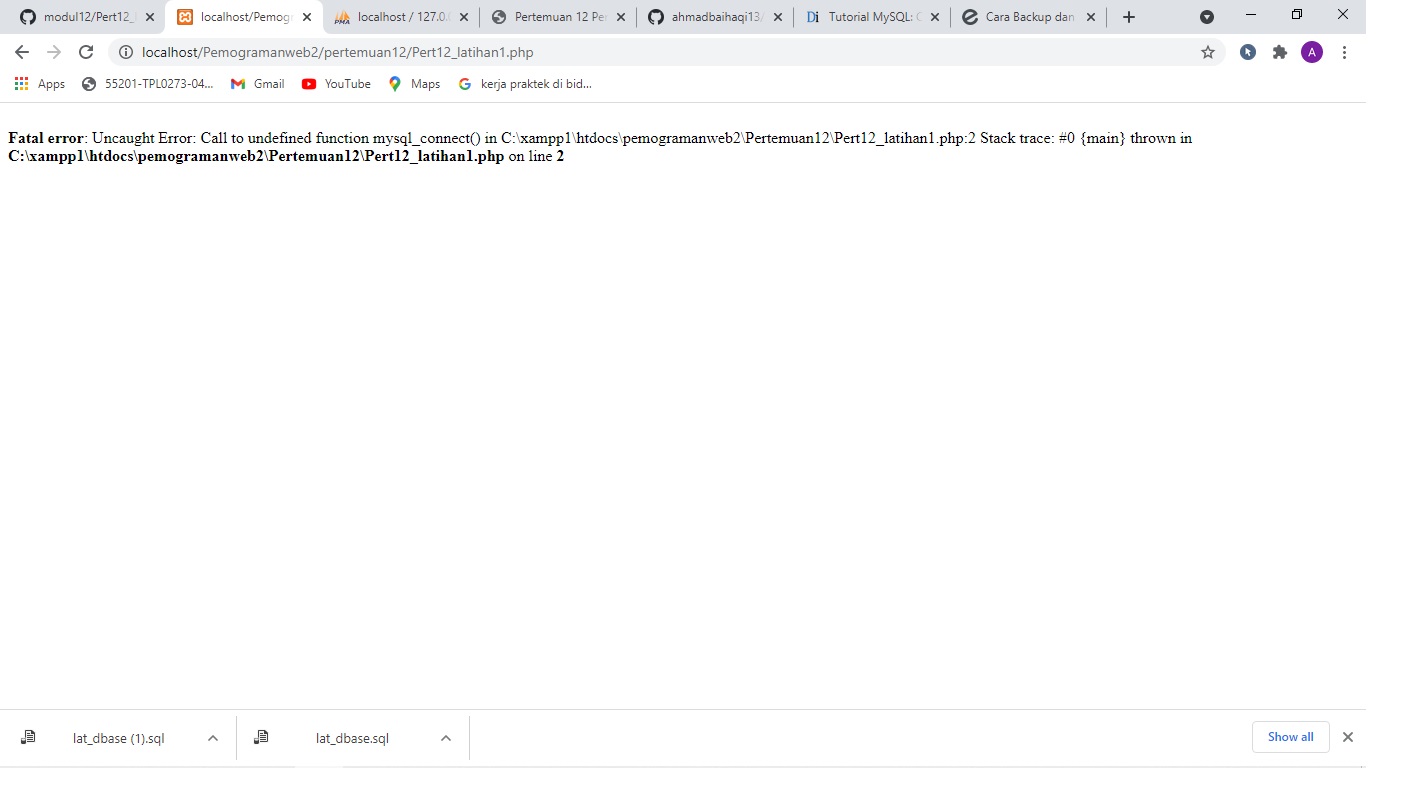 modul12/Pert12_
localhost/Pemog
localhost / 127.0.
Pertemuan 12 Pe
ahmadbaihaqi13/
Di Tutorial MySQL:
Cara Backup dan
localhost/Pemogramanweb2/pertemuan12/Pert12_latihan1.php
A
Apps
55201-TPL0273-04...
Gmail
YouTube
Maps
kerja praktek di bid...
Fatal error: Uncaught Error: Call to undefined function mysql_connect() in C:\xampp1\htdocs\pemogramanweb2\Pertemuan12\Pert12_latihan1.php:2 Stack trace: #0 {main} thrown in
C:\xampp1\htdocs\pemogramanweb2\Pertemuan12\Pert12_latihan1.php on line 2
lat_dbase (1).sql
lat_dbase.sql
Show all